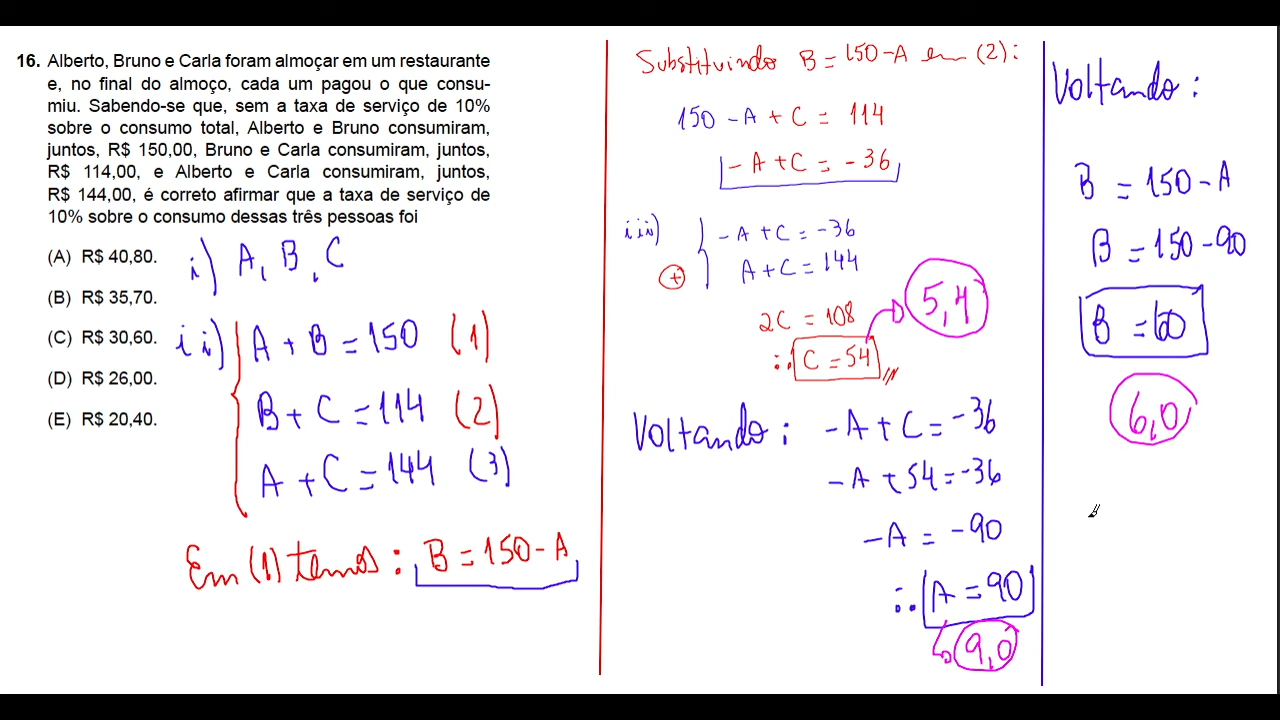 16. Alberto, Bruno e Carla foram almoçar em um restaurante
e, no final do almoço, cada um pagou o que consu-
miu. Sabendo-se que, sem a taxa de serviço de 10%
sobre o consumo total, Alberto e Bruno consumiram,
juntos, R$ 150,00, Bruno e Carla consumiram, juntos,
R$ 114,00, e Alberto e Carla consumiram, juntos,
R$ 144,00, é correto afirmar que a taxa de serviço de
10% sobre o consumo dessas três pessoas foi
(A) R$ 40,80.
(B) R$ 35,70.
(C) R$ 30,60.
(D) R$ 26,00.
(E) R$ 20,40.
i) A, B, C
ii) A + B = 150 (1)
B + C = 114 (2)
A + C = 144 (3)
Em (1) temos: B = 150 - A
Substituindo B = 150 - A em (2):
150 - A + C = 114
- A + C = - 36
iii) - A + C = - 36
+ A + C = 144
2C = 108
∴ C = 54
5,4
Voltando: - A + C = - 36
- A + 54 = - 36
- A = - 90
∴ A = 90
9,0
Voltando:
B = 150 - A
B = 150 - 90
B = 60
6,0